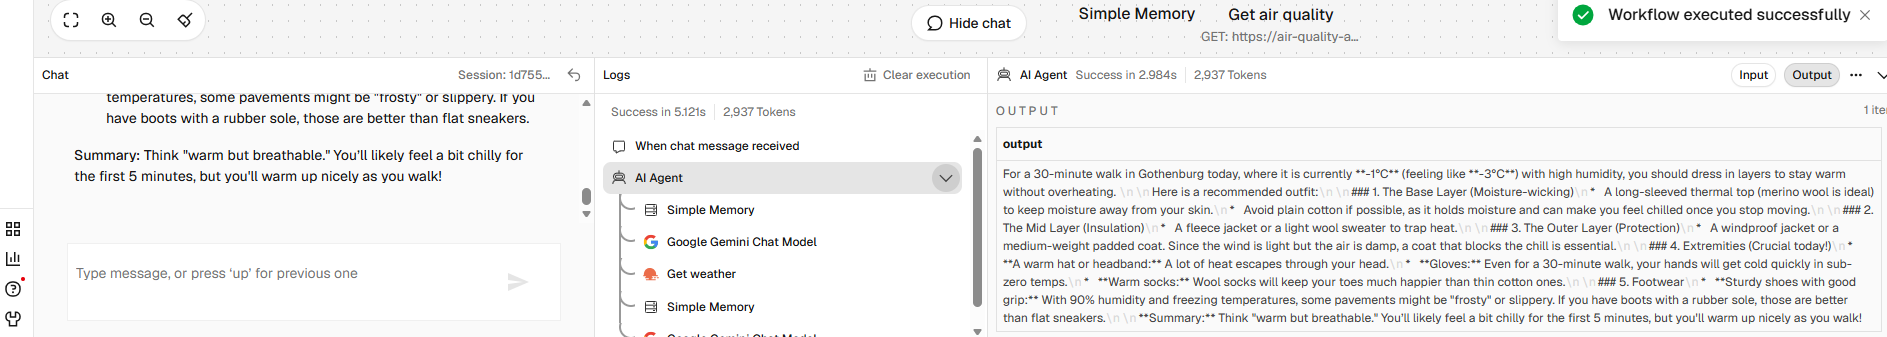 Hide chat
Simple Memory
Get air quality
GET: https://air-quality-a...
Workflow executed successfully
Chat
Session: 1d755...
temperatures, some pavements might be "frosty" or slippery. If you
have boots with a rubber sole, those are better than flat sneakers.
Summary: Think "warm but breathable." You'll likely feel a bit chilly for
the first 5 minutes, but you'll warm up nicely as you walk!
Type message, or press ‘up’ for previous one
Logs
Clear execution
Success in 5.121s | 2,937 Tokens
When chat message received
AI Agent
Simple Memory
Google Gemini Chat Model
Get weather
Simple Memory
Google Gemini Chat Model
AI Agent Success in 2.984s | 2,937 Tokens
Input
Output
OUTPUT
1 ite
output
For a 30-minute walk in Gothenburg today, where it is currently **-1°C** (feeling like **-3°C**) with high humidity, you should dress in layers to stay warm
without overheating. \n \n Here is a recommended outfit: \n \n ### 1. The Base Layer (Moisture-wicking) \n * A long-sleeved thermal top (merino wool is ideal)
to keep moisture away from your skin. \n * Avoid plain cotton if possible, as it holds moisture and can make you feel chilled once you stop moving. \n \n ### 2.
The Mid Layer (Insulation) \n * A fleece jacket or a light wool sweater to trap heat. \n \n ### 3. The Outer Layer (Protection) \n * A windproof jacket or a
medium-weight padded coat. Since the wind is light but the air is damp, a coat that blocks the chill is essential. \n \n ### 4. Extremities (Crucial today!) \n *
**A warm hat or headband:** A lot of heat escapes through your head. \n * **Gloves:** Even for a 30-minute walk, your hands will get cold quickly in sub-
zero temps. \n * **Warm socks:** Wool socks will keep your toes much happier than thin cotton ones. \n \n ### 5. Footwear \n * **Sturdy shoes with good
grip:** With 90% humidity and freezing temperatures, some pavements might be "frosty" or slippery. If you have boots with a rubber sole, those are better
than flat sneakers. \n \n **Summary:** Think "warm but breathable." You'll likely feel a bit chilly for the first 5 minutes, but you'll warm up nicely as you walk!